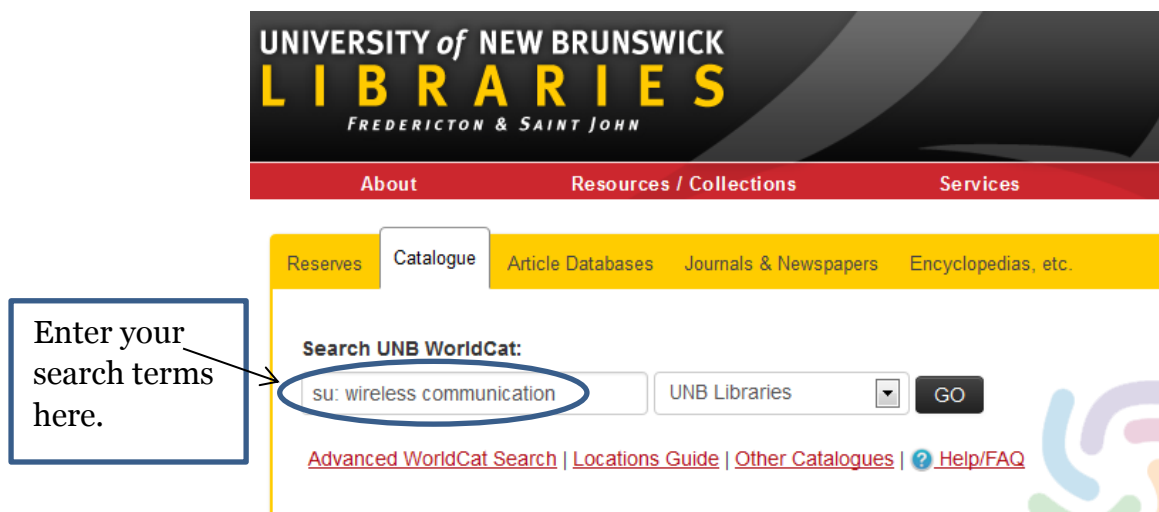 UNIVERSITY of NEW BRUNSWICK
LIBRARIES
FREDERICTON & SAINT JOHN
About Resources / Collections Services
Reserves Catalogue Article Databases Journals & Newspapers Encyclopedias, etc.
Enter your
search terms
here.
Search UNB WorldCat:
su: wireless communication UNB Libraries GO
Advanced WorldCat Search | Locations Guide | Other Catalogues | ? Help/FAQ